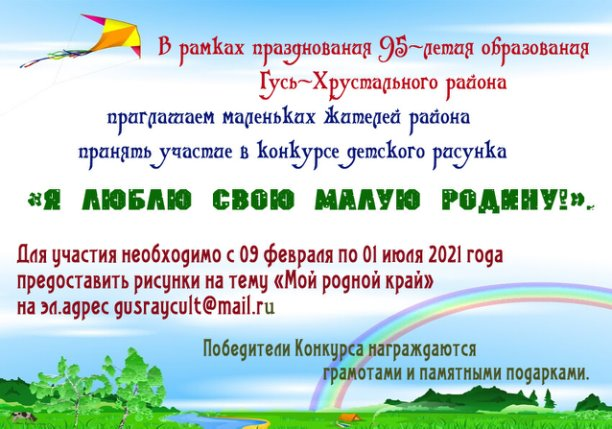 В рамках празднования 95-летия образования
Гусь-Хрустального района
приглашаем маленьких жителей района
принять участие в конкурсе детского рисунка
«Я ЛЮБЛЮ СВОЮ МАЛУЮ РОДИНУ!».
Для участия необходимо с 09 февраля по 01 июля 2021 года
предоставить рисунки на тему «Мой родной край»
на эл.адрес gusraycult@mail.ru
Победители Конкурса награждаются
грамотами и памятными подарками.